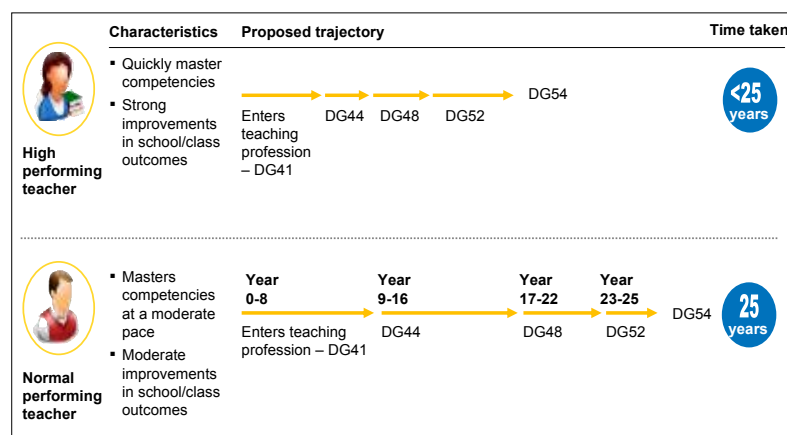 Characteristics Proposed trajectory Time taken
▪ Quickly master
competencies
▪ Strong
improvements
in school/class
outcomes
High
performing
teacher
Enters
teaching
profession
– DG41
DG44
DG48
DG52
DG54
<25
years
▪ Masters
competencies
at a moderate
pace
▪ Moderate
improvements
in school/class
outcomes
Normal
performing
teacher
Year
0-8
Year
9-16
Year
17-22
Year
23-25
Enters teaching
profession – DG41
DG44
DG48
DG52
DG54
25
years